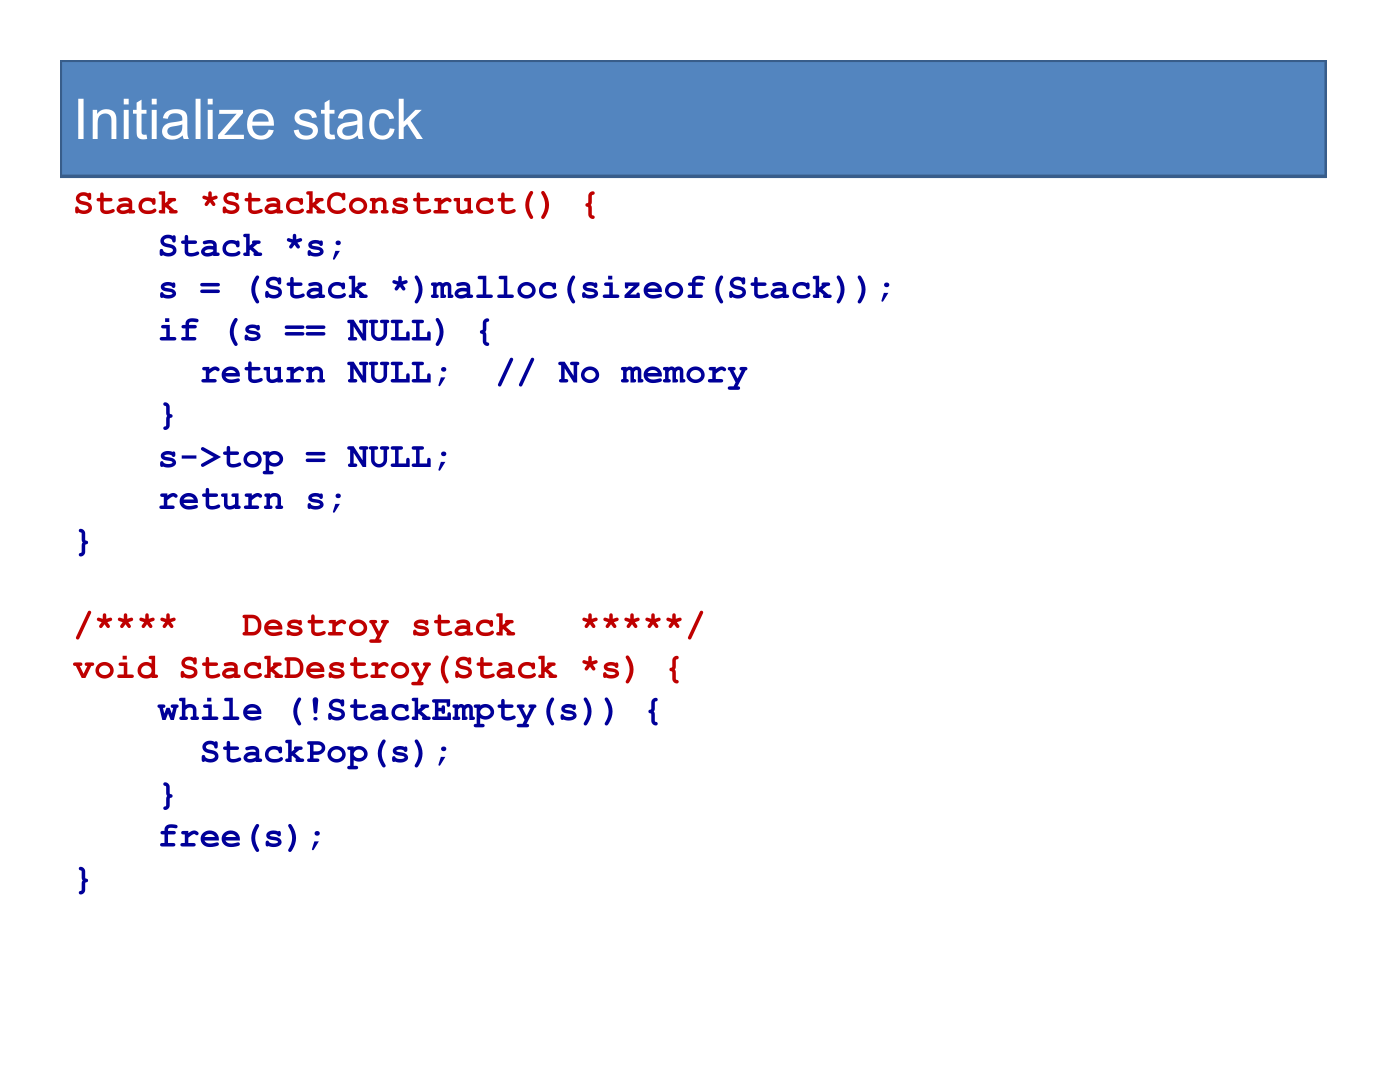 Initialize stack
Stack *StackConstruct() {
    Stack *s;
    s = (Stack *)malloc(sizeof(Stack));
    if (s == NULL) {
      return NULL;  // No memory
    }
    s->top = NULL;
    return s;
}
/****   Destroy stack   *****/
void StackDestroy(Stack *s) {
    while (!StackEmpty(s)) {
      StackPop(s);
    }
    free(s);
}